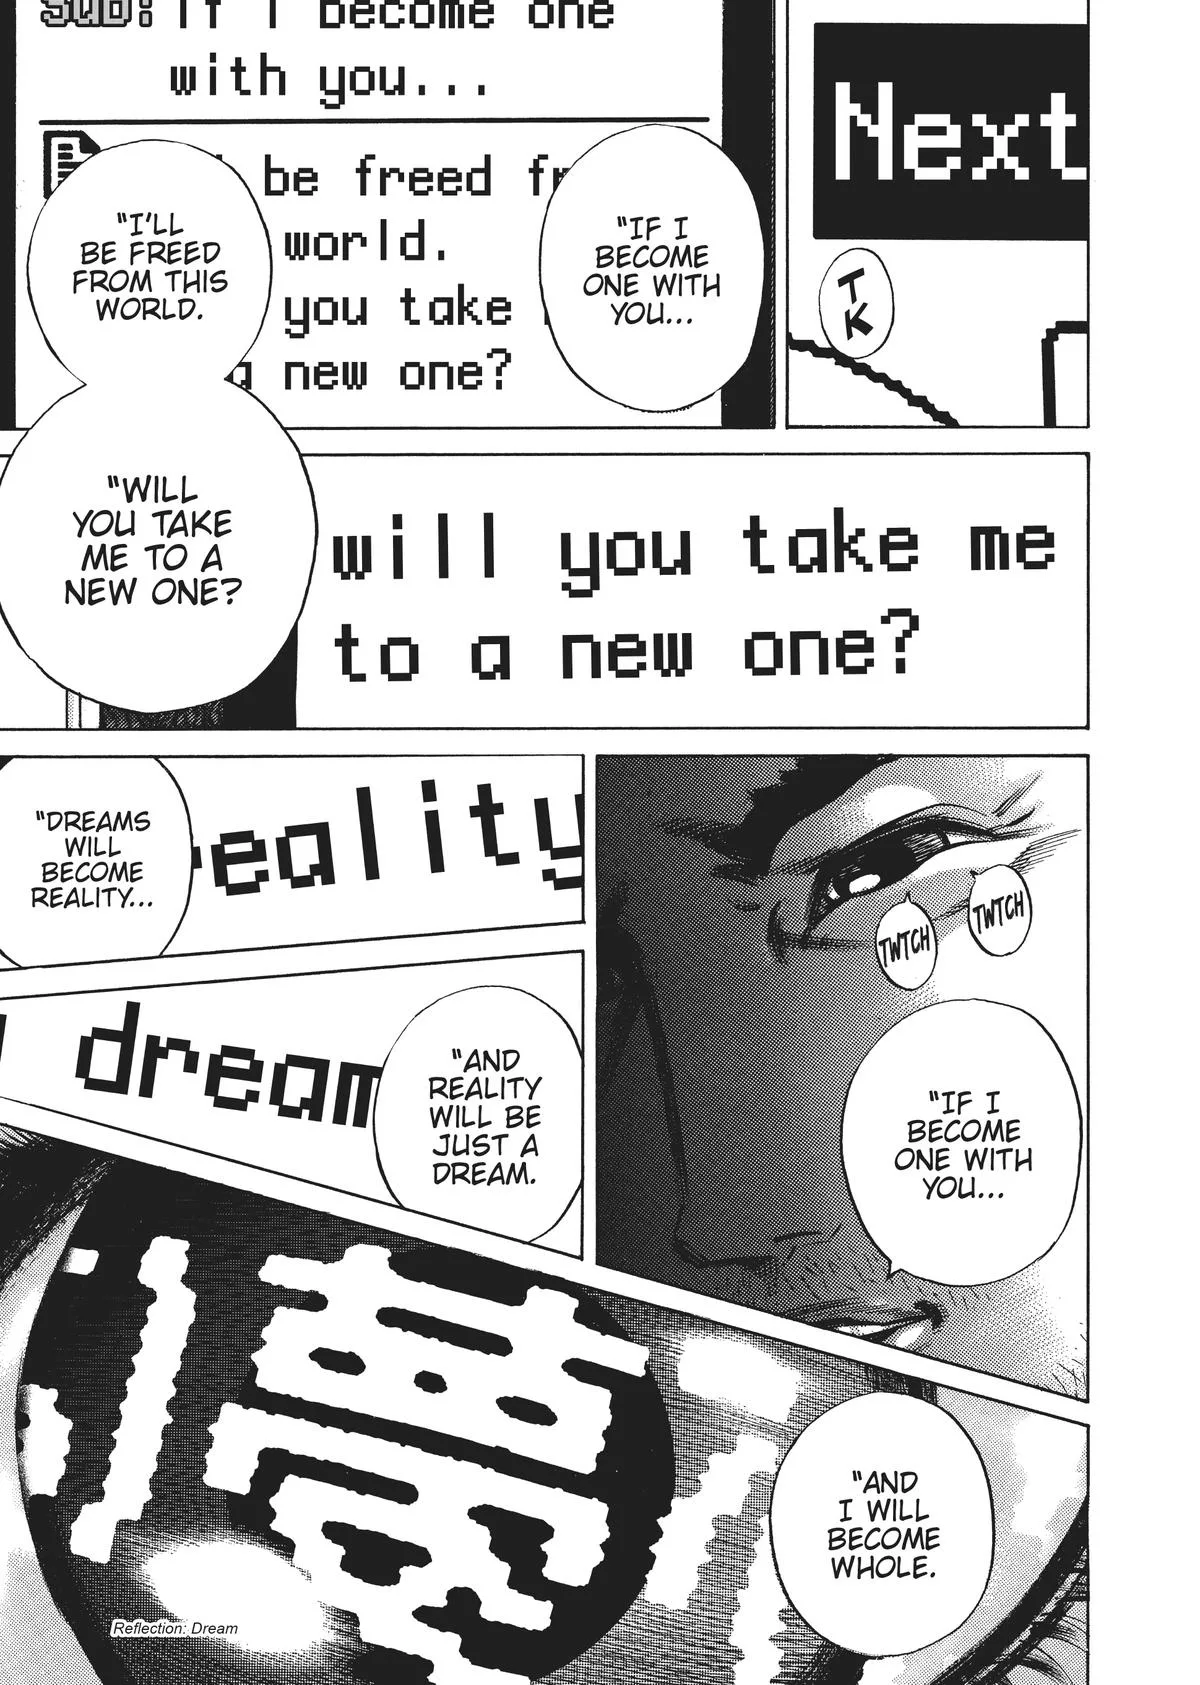 Next
TK
SUB: If I become one
with you...
be freed fr
world.
you take
a new one?
"IF I
BECOME
ONE WITH
YOU...
"I'LL
BE FREED
FROM THIS
WORLD.
"WILL
YOU TAKE
ME TO A
NEW ONE?
will you take me
to a new one?
TWTCH
TWTCH
"IF I
BECOME
ONE WITH
YOU...
reality
"DREAMS
WILL
BECOME
REALITY...
dream
"AND
REALITY
WILL BE
JUST A
DREAM.
夢
"AND
I WILL
BECOME
WHOLE.
Reflection: Dream